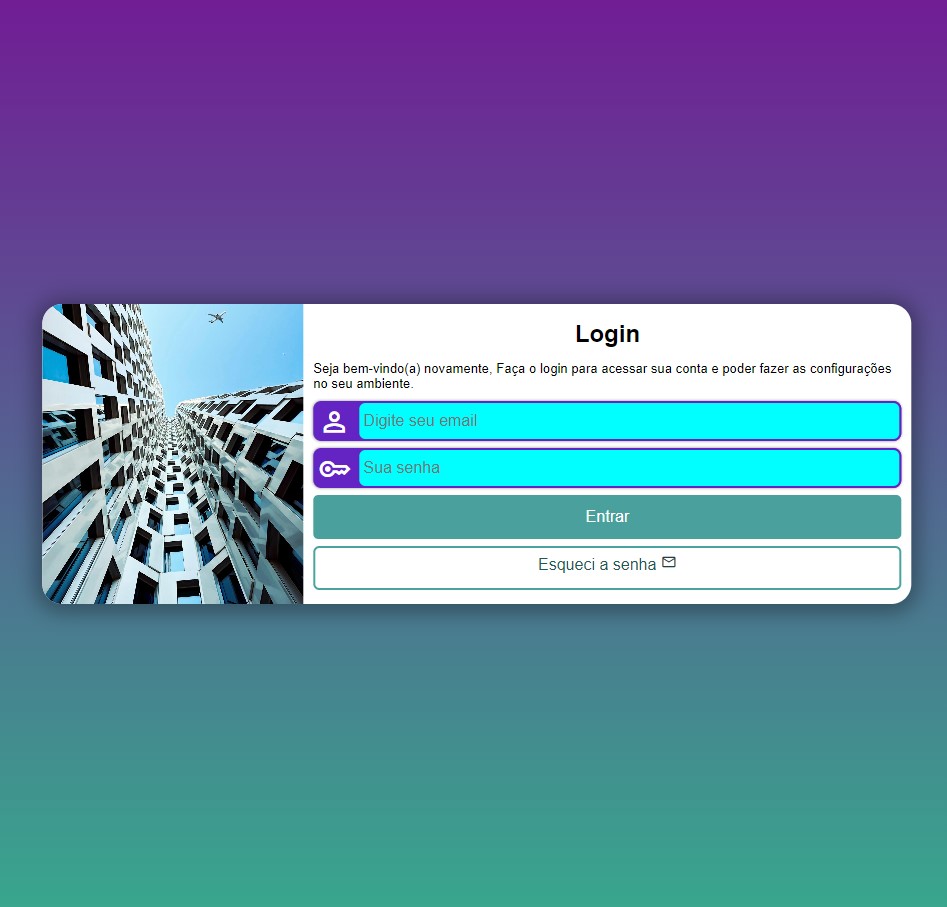 Login
Seja bem-vindo(a) novamente, Faça o login para acessar sua conta e poder fazer as configurações
no seu ambiente.
Digite seu email
Sua senha
Entrar
Esqueci a senha